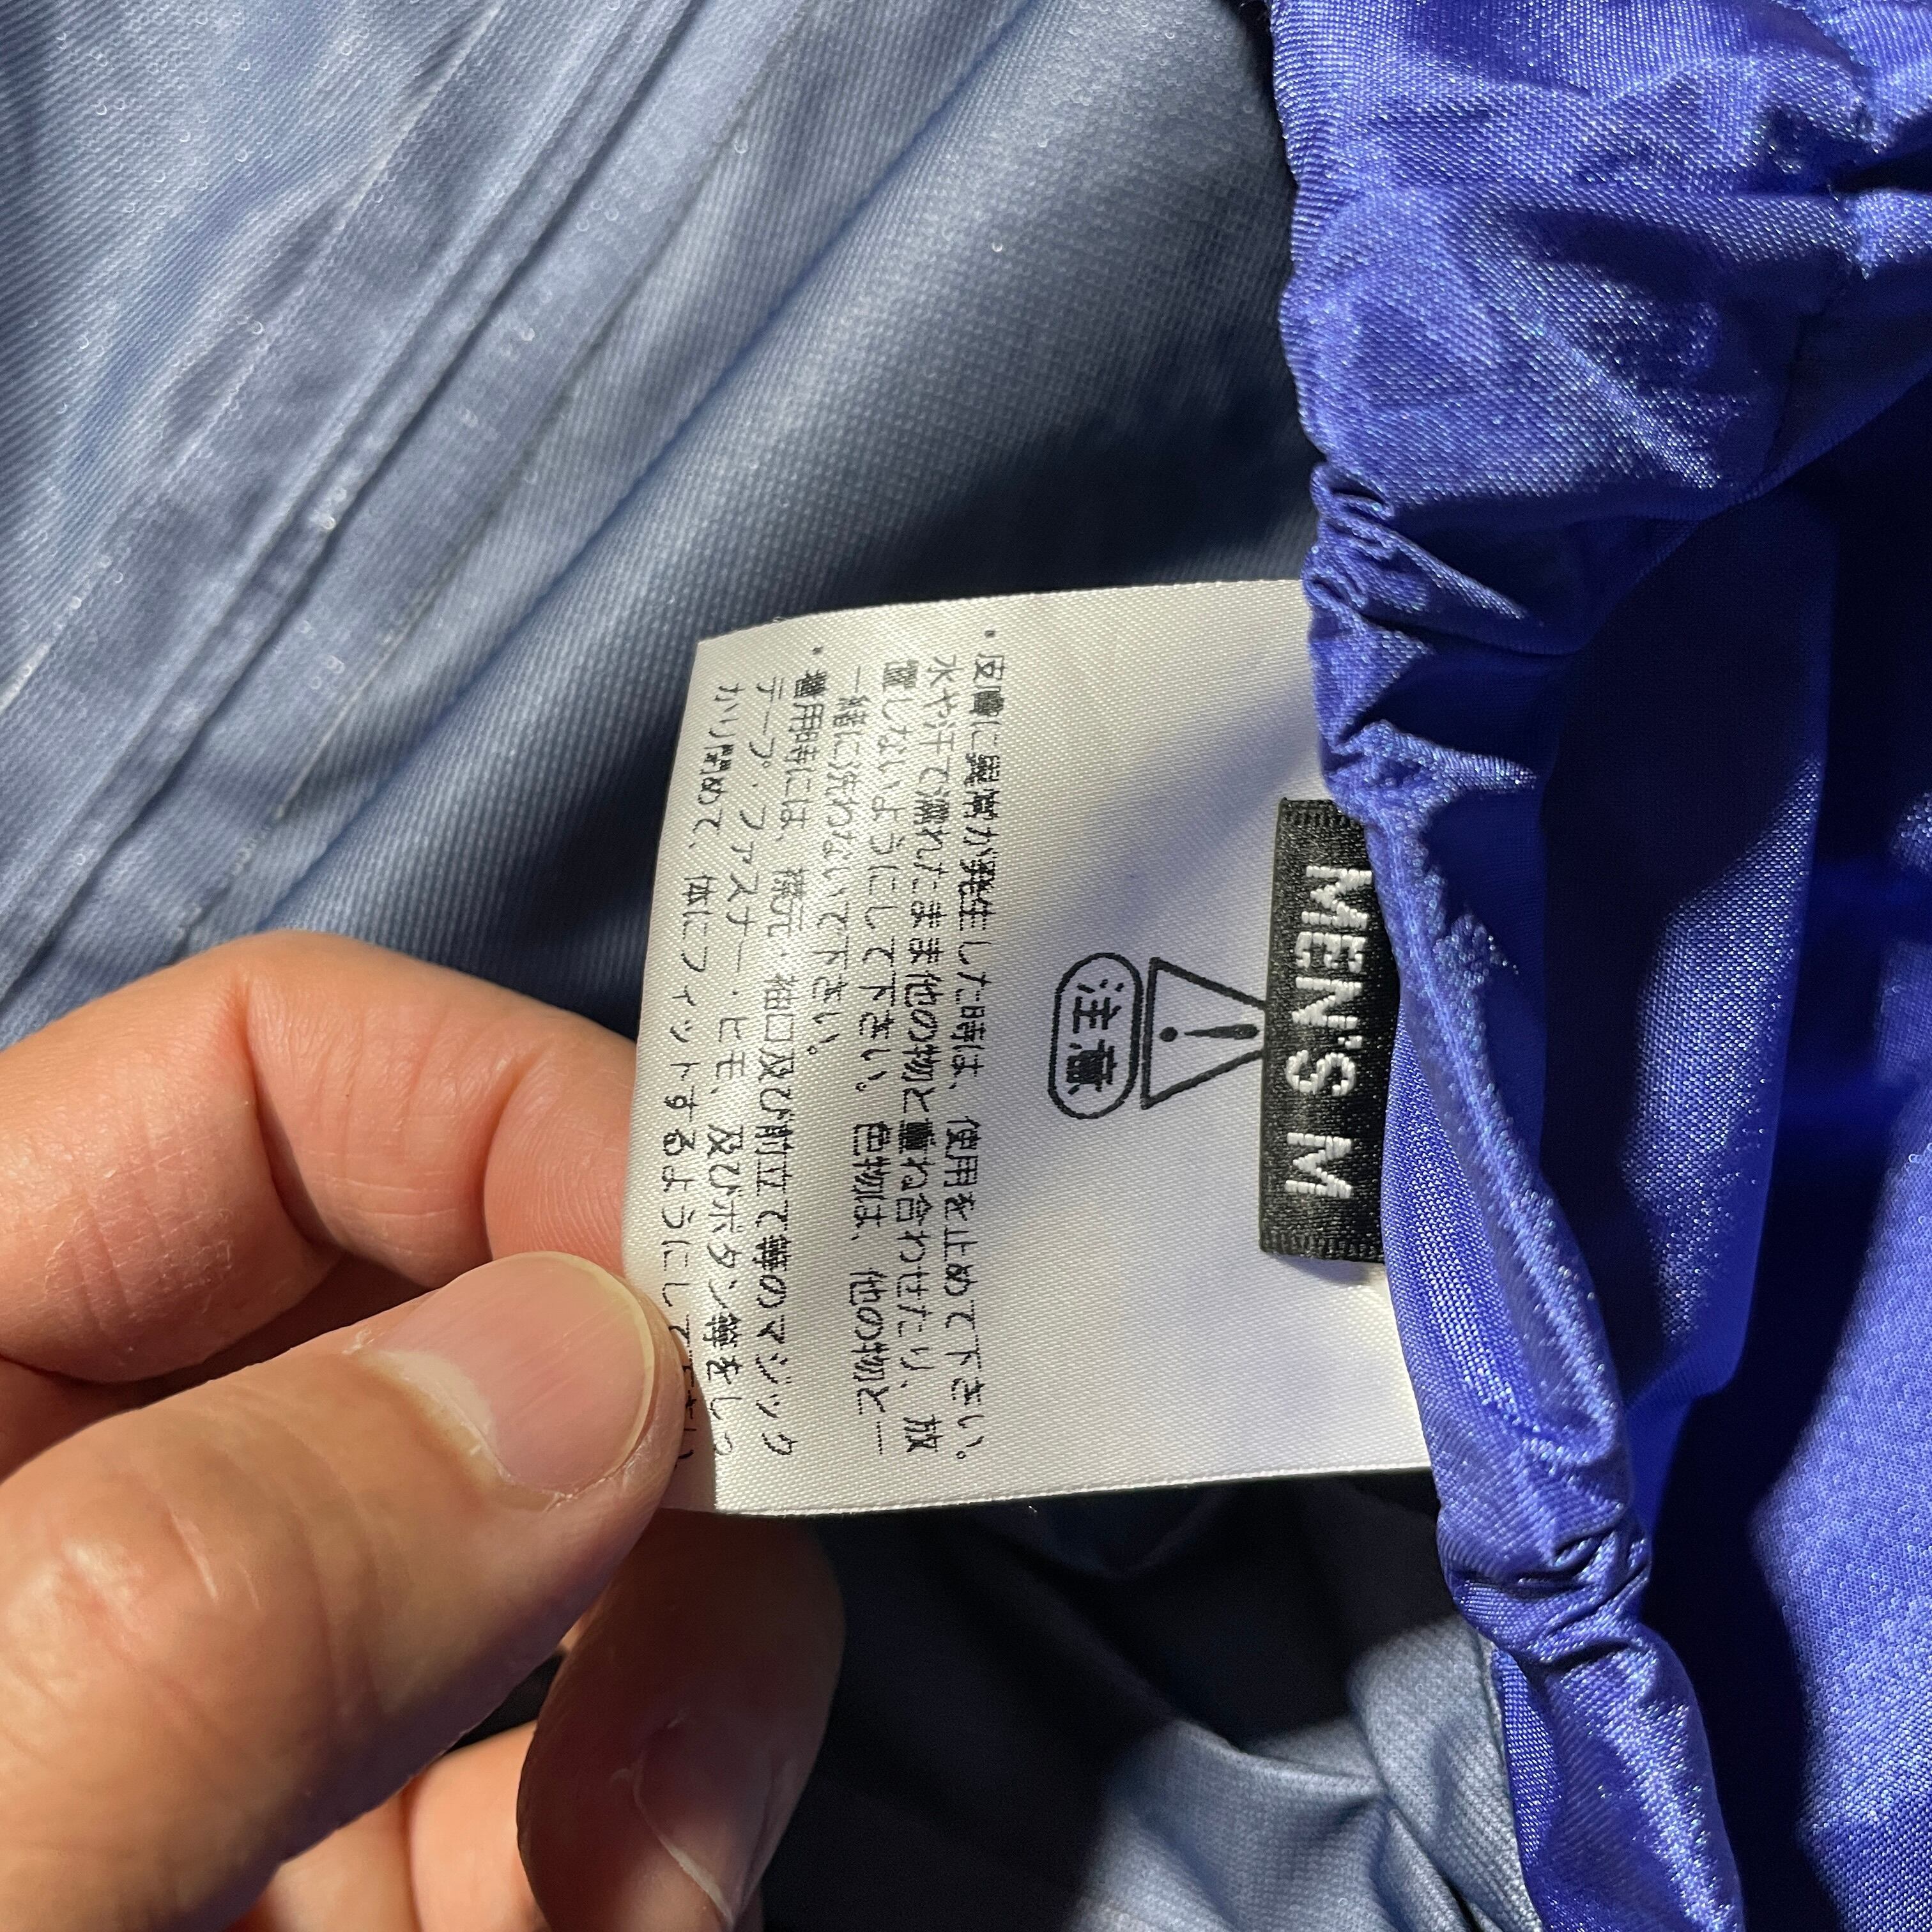 MEN'S M
注意
・皮膚に異常が発生した時は、使用を止めて下さい。
水や汗で濡れたまま他の物と重ね合わせたり、放
置しないようにして下さい。色物は、他の物と一
一緒に洗わないで下さい。
・着用時には、襟元・袖口及び前立て等のマジック
テープ・ファスナー・ヒモ、及びボタン等をしっ
かり留めて、体にフィットするようにして下さい